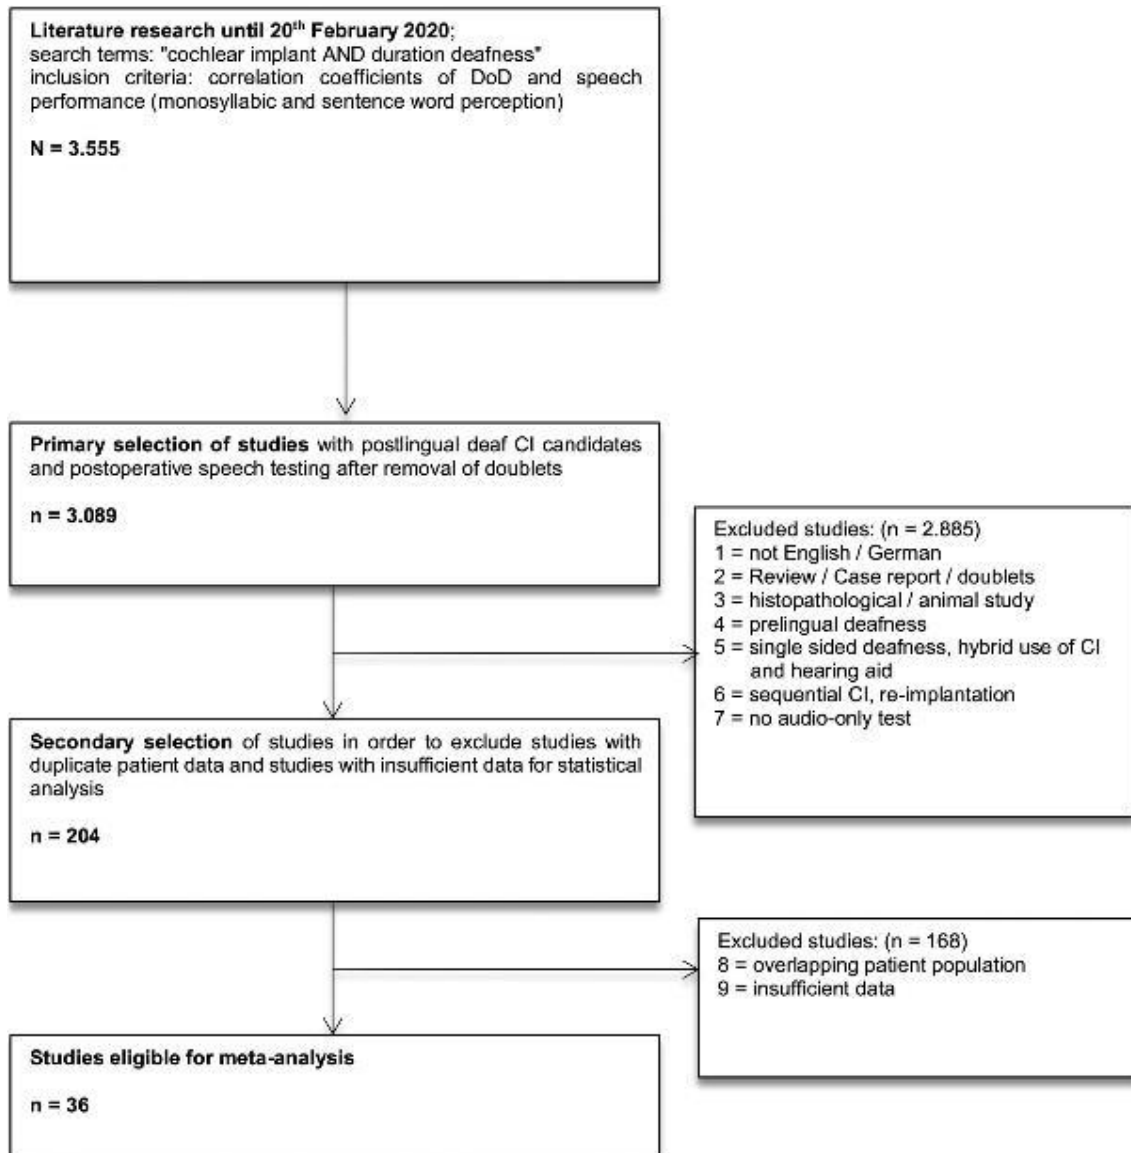 Literature research until 20th February 2020;
search terms: "cochlear implant AND duration deafness"
inclusion criteria: correlation coefficients of DoD and speech
performance (monosyllabic and sentence word perception)
N = 3.555
Primary selection of studies with postlingual deaf CI candidates
and postoperative speech testing after removal of doublets
n = 3.089
Excluded studies: (n = 2.885)
1 = not English / German
2 = Review / Case report / doublets
3 = histopathological / animal study
4 = prelingual deafness
5 = single sided deafness, hybrid use of CI
and hearing aid
6 = sequential CI, re-implantation
7 = no audio-only test
Secondary selection of studies in order to exclude studies with
duplicate patient data and studies with insufficient data for statistical
analysis
n = 204
Excluded studies: (n = 168)
8 = overlapping patient population
9 = insufficient data
Studies eligible for meta-analysis
n = 36